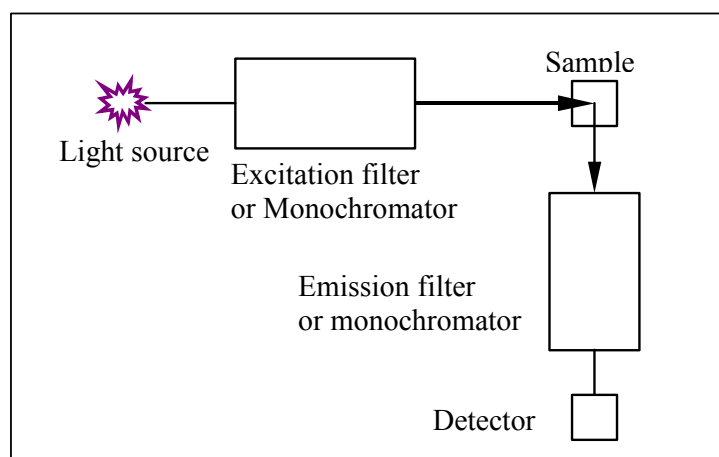 Sample
Light source
Excitation filter
or Monochromator
Emission filter
or monochromator
Detector